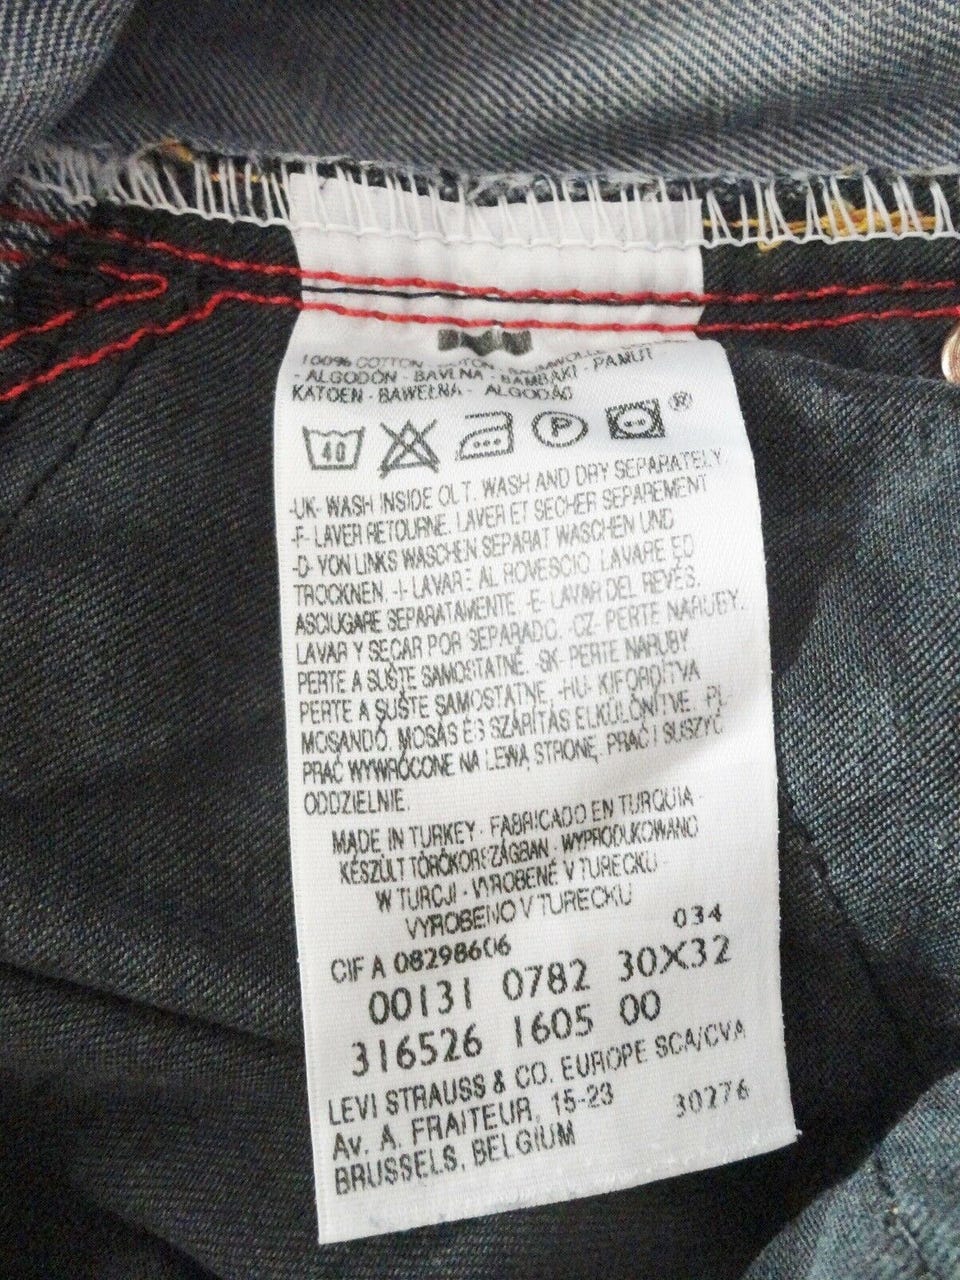 100% COTTON
- ALGODÓN - BAVLNA - BAMBAKI - PAMUT -
KATOEN - BAWEŁNA - ALGODÃO
40 P ®
-UK- WASH INSIDE OUT. WASH AND DRY SEPARATELY.
-F- LAVER RETOURNE. LAVER ET SECHER SEPAREMENT
-D- VON LINKS WASCHEN SEPARAT WASCHEN UND
TROCKNEN. -I- LAVARE AL ROVESCIO. LAVARE ED
ASCIUGARE SEPARATAMENTE. -E- LAVAR DEL REVÉS.
LAVAR Y SECAR POR SEPARADO. -CZ- PERTE NARUBY.
PERTE A SUŠTE SAMOSTATNĚ. -SK- PERTE NARUBY
PERTE A SUŠTE SAMOSTATNE. -HU- KIFORDÍTVA
MOSANDÓ. MOSÁS ÉS SZÁRÍTÁS ELKÜLÖNÍTVE. PL-
PRAĆ WYWRÓCONE NA LEWĄ STRONĘ, PRAĆ I SUSZYĆ
ODDZIELNIE.
MADE IN TURKEY - FABRICADO EN TURQUIA -
KÉSZÜLT TÖRÖKORSZÁGBAN. WYPRODUKOWANO
W TURCJI - VYROBENÉ V TURECKU -
VYROBENO V TURECKU
034
CIF A 08298606
00131 0782 30X32
316526 1605 00
LEVI STRAUSS & CO. EUROPE SCA/CVA
Av. A. FRAITEUR, 15-23 30276
BRUSSELS, BELGIUM